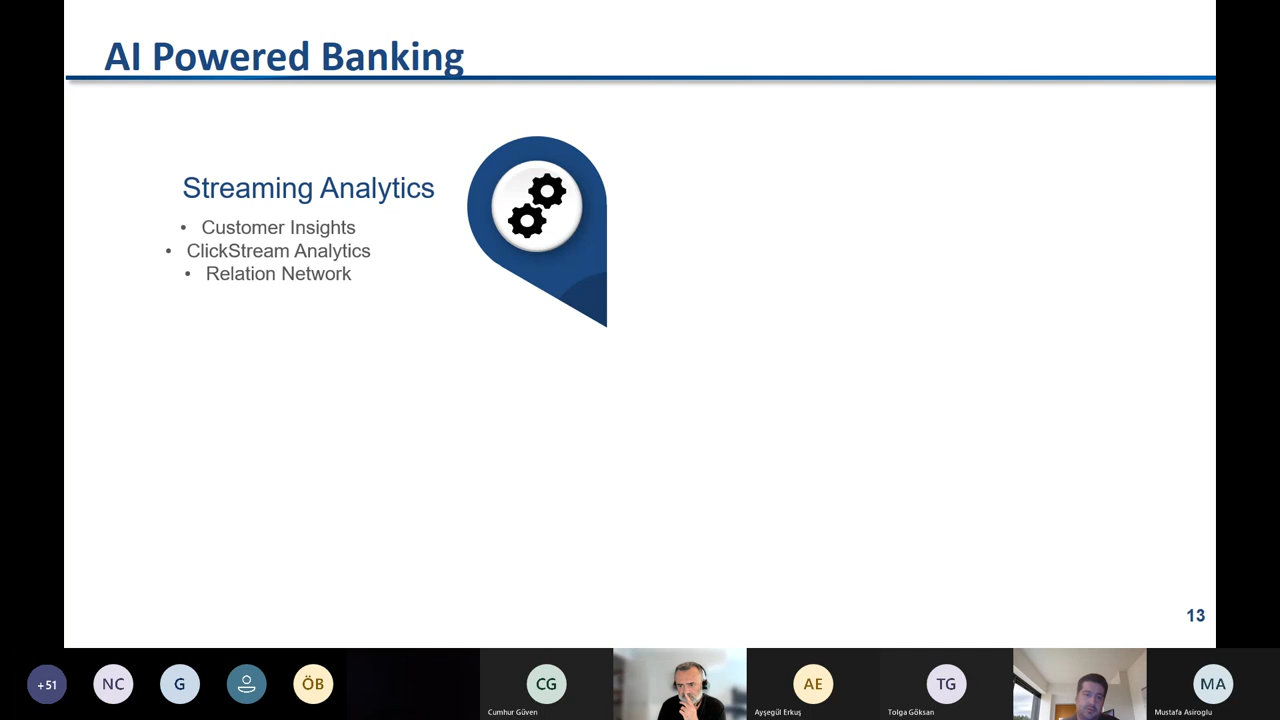 AI Powered Banking
Streaming Analytics
• Customer Insights
• ClickStream Analytics
• Relation Network
13
+51
NC
G
ÖB
CG
Cumhur Güven
AE
Ayşegül Erkuş
TG
Tolga Göksan
MA
Mustafa Asiroglu